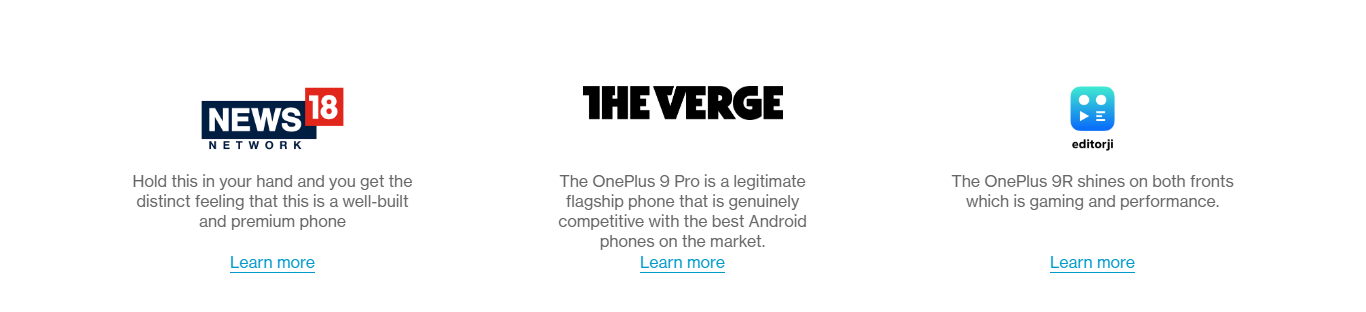 NEWS 18
NETWORK
Hold this in your hand and you get the
distinct feeling that this is a well-built
and premium phone
Learn more
THE VERGE
The OnePlus 9 Pro is a legitimate
flagship phone that is genuinely
competitive with the best Android
phones on the market.
Learn more
editorji
The OnePlus 9R shines on both fronts
which is gaming and performance.
Learn more